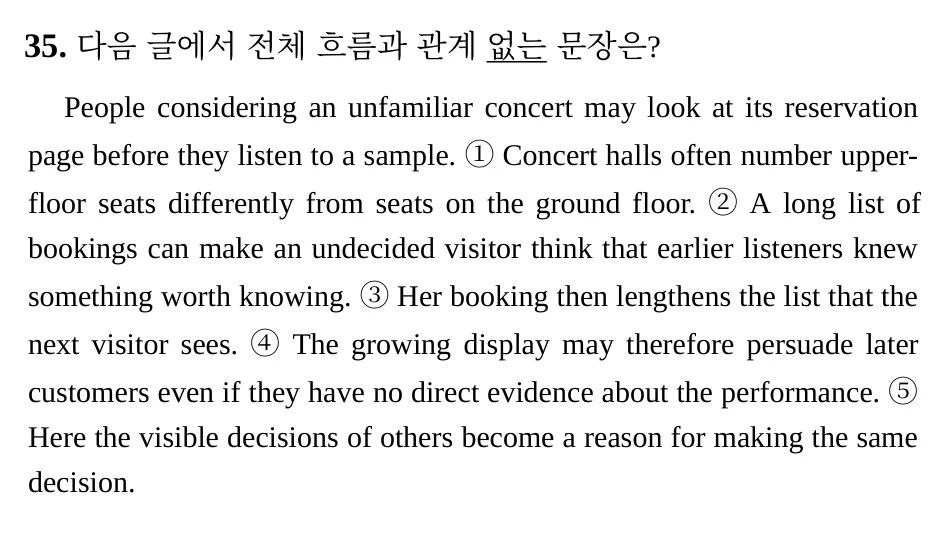 35. 다음 글에서 전체 흐름과 관계 없는 문장은?
People considering an unfamiliar concert may look at its reservation
page before they listen to a sample. ① Concert halls often number upper-
floor seats differently from seats on the ground floor. ② A long list of
bookings can make an undecided visitor think that earlier listeners knew
something worth knowing. ③ Her booking then lengthens the list that the
next visitor sees. ④ The growing display may therefore persuade later
customers even if they have no direct evidence about the performance. ⑤
Here the visible decisions of others become a reason for making the same
decision.